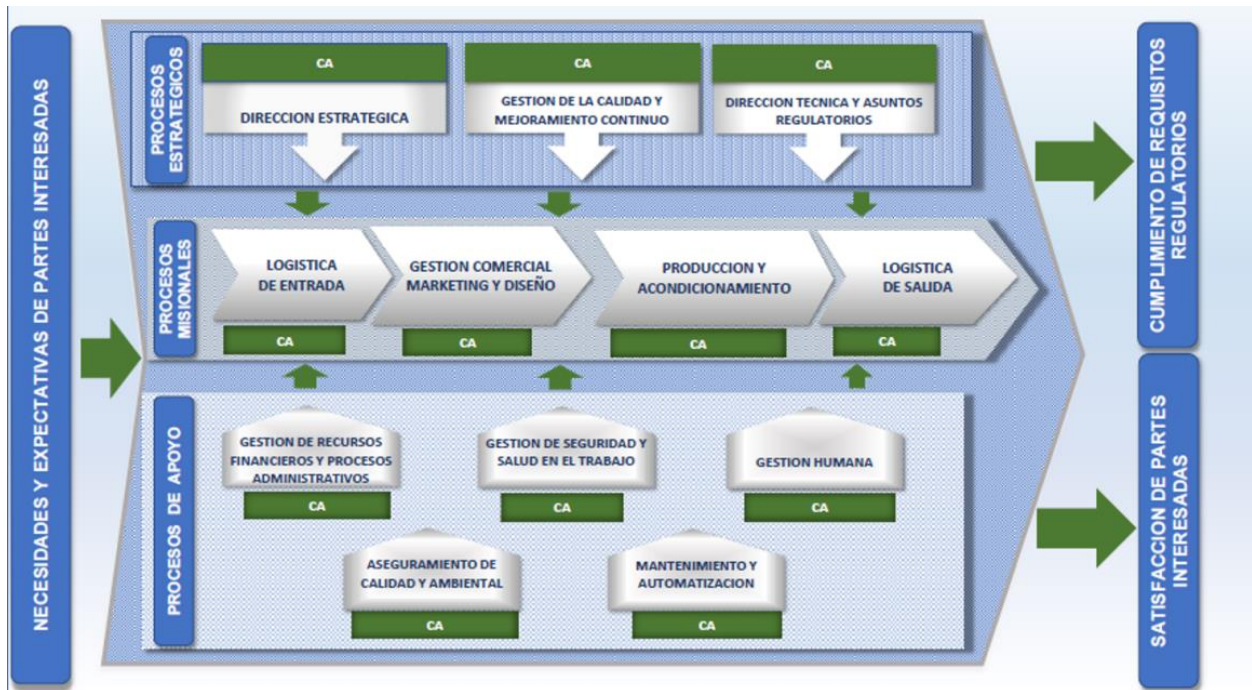 NECESIDADES Y EXPECTATIVAS DE PARTES INTERESADAS
PROCESOS
ESTRATEGICOS
CA
DIRECCION ESTRATEGICA
CA
GESTION DE LA CALIDAD Y
MEJORAMIENTO CONTINUO
CA
DIRECCION TECNICA Y ASUNTOS
REGULATORIOS
PROCESOS
MISIONALES
LOGISTICA
DE ENTRADA
CA
GESTION COMERCIAL
MARKETING Y DISEÑO
CA
PRODUCCION Y
ACONDICIONAMIENTO
CA
LOGISTICA
DE SALIDA
CA
PROCESOS DE APOYO
GESTION DE RECURSOS
FINANCIEROS Y PROCESOS
ADMINISTRATIVOS
CA
GESTION DE SEGURIDAD Y
SALUD EN EL TRABAJO
CA
GESTION HUMANA
CA
ASEGURAMIENTO DE
CALIDAD Y AMBIENTAL
CA
MANTENIMIENTO Y
AUTOMATIZACION
CA
CUMPLIMIENTO DE REQUISITOS
REGULATORIOS
SATISFACCION DE PARTES
INTERESADAS